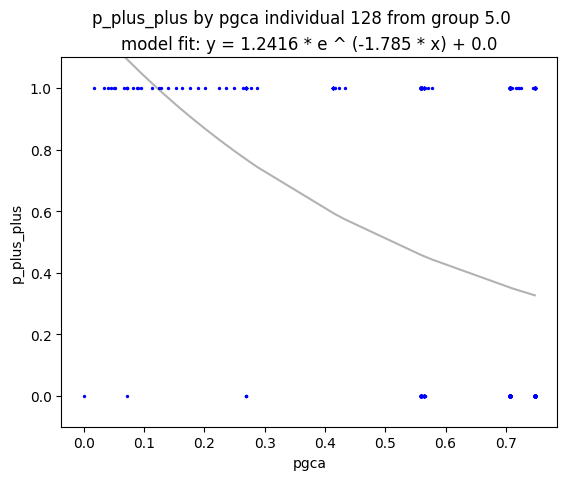 p_plus_plus by pgca individual 128 from group 5.0
model fit: y = 1.2416 * e ^ (-1.785 * x) + 0.0
1.0
0.8
0.6
0.4
0.2
0.0
p_plus_plus
0.0 0.1 0.2 0.3 0.4 0.5 0.6 0.7
pgca